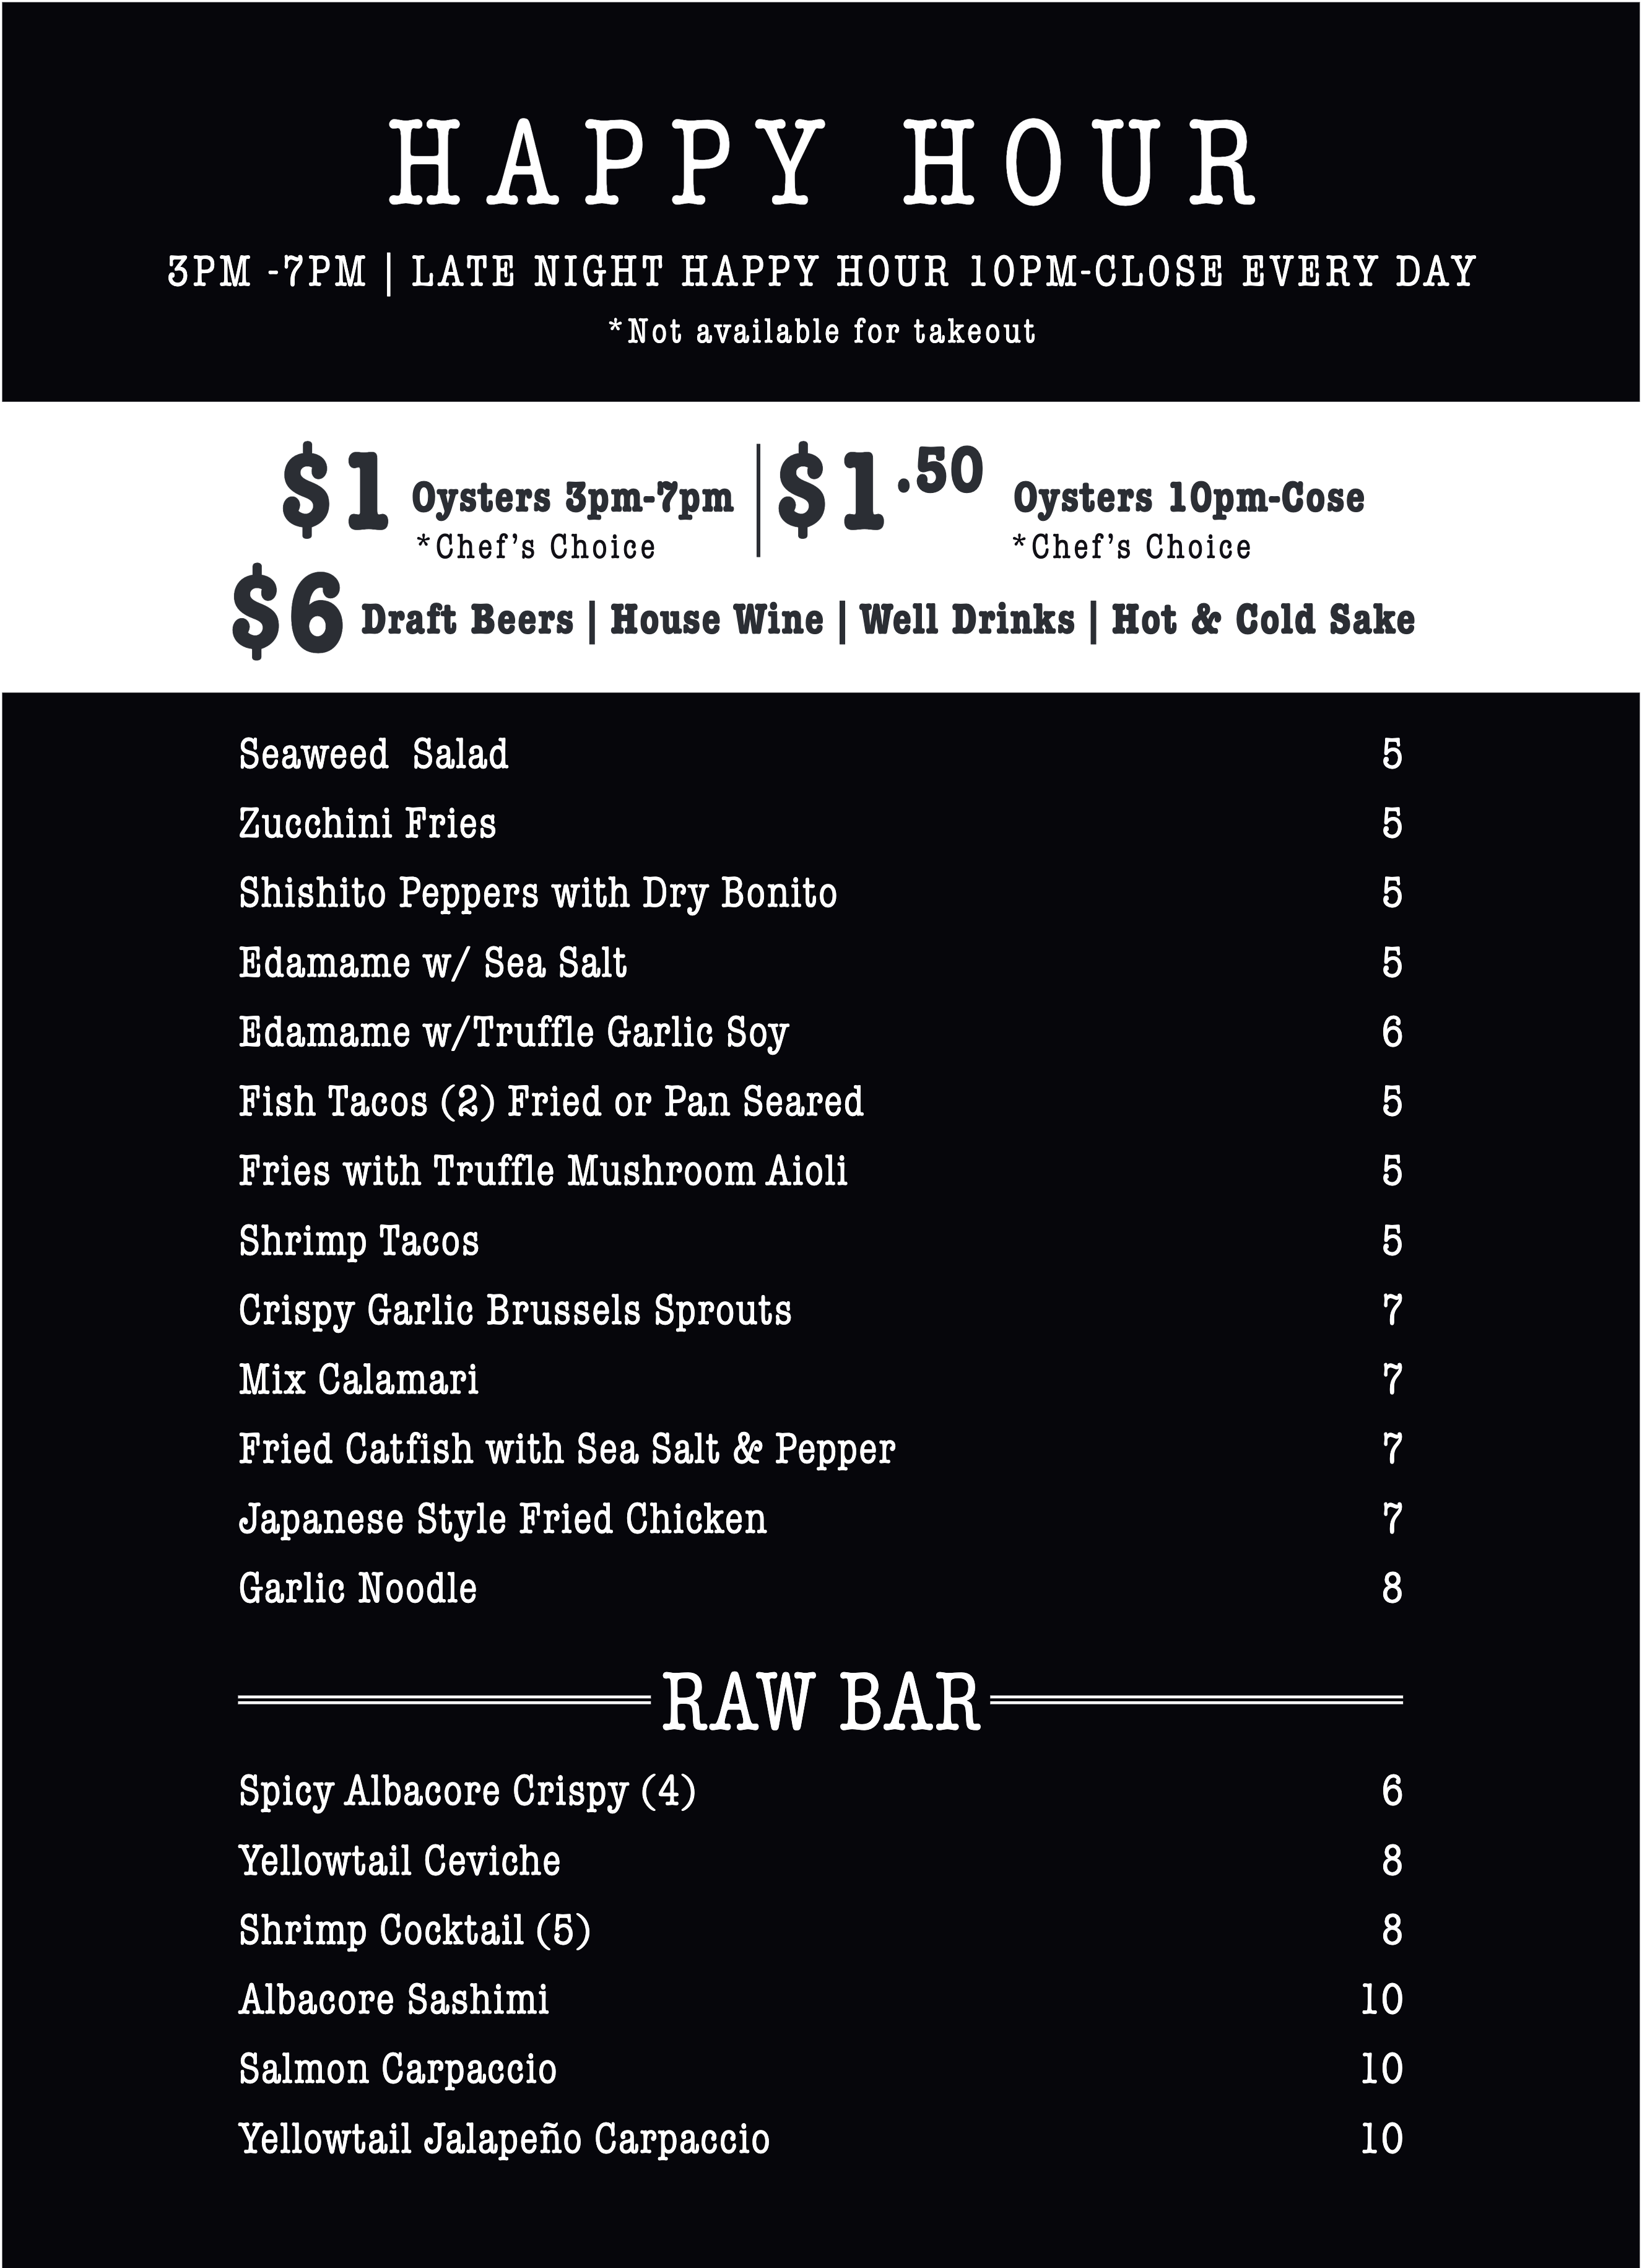 HAPPY HOUR
3PM -7PM | LATE NIGHT HAPPY HOUR 10PM-CLOSE EVERY DAY
*Not available for takeout
$1 Oysters 3pm-7pm | $1.50 Oysters 10pm-Cose
*Chef's Choice *Chef's Choice
$6 Draft Beers | House Wine | Well Drinks | Hot & Cold Sake
Seaweed Salad 5
Zucchini Fries 5
Shishito Peppers with Dry Bonito 5
Edamame w/ Sea Salt 5
Edamame w/Truffle Garlic Soy 6
Fish Tacos (2) Fried or Pan Seared 5
Fries with Truffle Mushroom Aioli 5
Shrimp Tacos 5
Crispy Garlic Brussels Sprouts 7
Mix Calamari 7
Fried Catfish with Sea Salt & Pepper 7
Japanese Style Fried Chicken 7
Garlic Noodle 8
RAW BAR
Spicy Albacore Crispy (4) 6
Yellowtail Ceviche 8
Shrimp Cocktail (5) 8
Albacore Sashimi 10
Salmon Carpaccio 10
Yellowtail Jalapeño Carpaccio 10